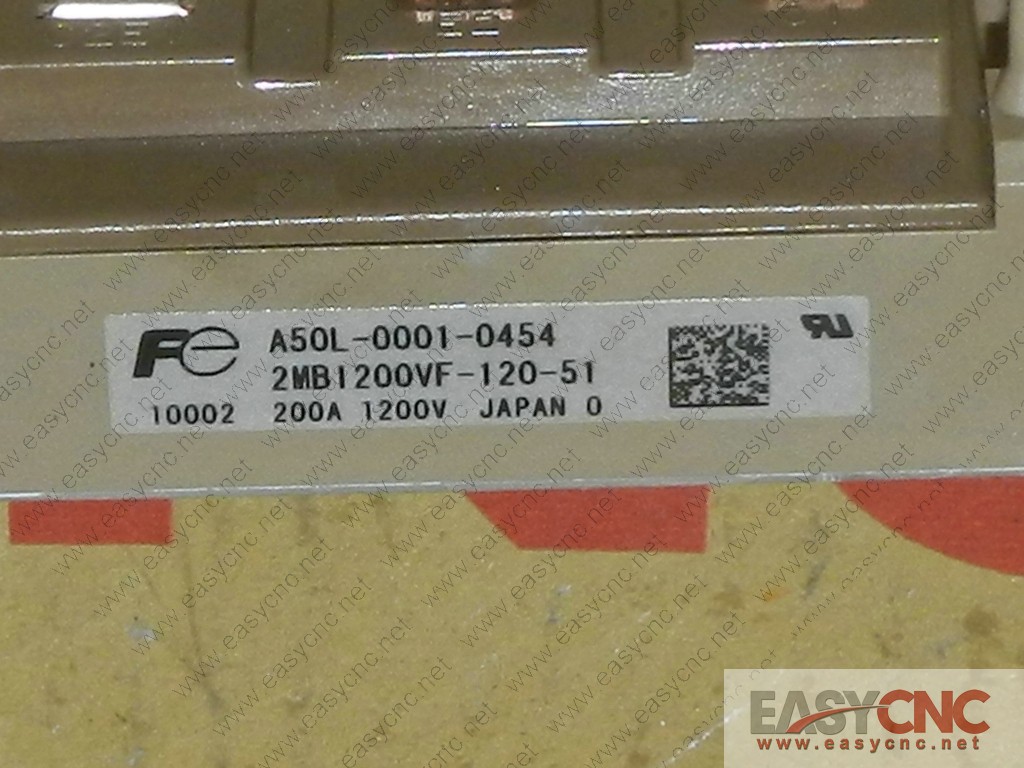 Fe A50L-0001-0454
2MBI200VF-120-51
10002 200A 1200V JAPAN 0
EASYCNC
www.easycnc.net